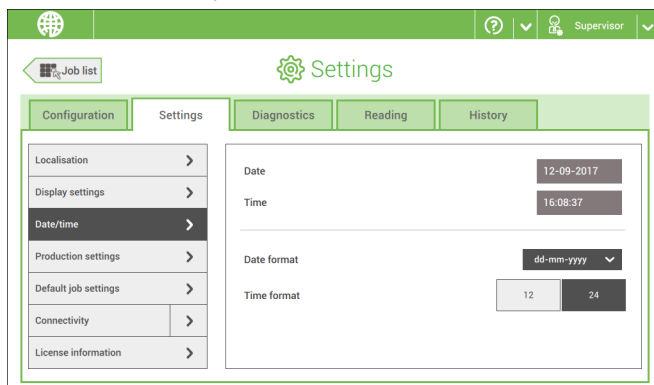 Supervisor
Job list
Settings
Configuration
Settings
Diagnostics
Reading
History
Localisation
Display settings
Date/time
Production settings
Default job settings
Connectivity
License information
Date
12-09-2017
Time
16:08:37
Date format
dd-mm-yyyy
Time format
12
24